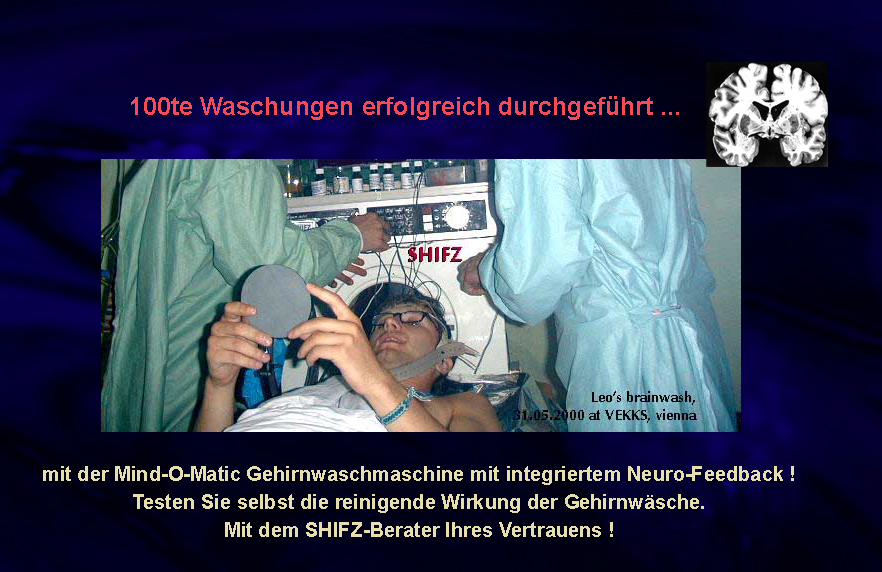 100te Waschungen erfolgreich durchgeführt ...
SHIFZ
Leo's brainwash,
31.05.2000 at VEKKS, vienna
mit der Mind-O-Matic Gehirnwaschmaschine mit integriertem Neuro-Feedback !
Testen Sie selbst die reinigende Wirkung der Gehirnwäsche.
Mit dem SHIFZ-Berater Ihres Vertrauens !